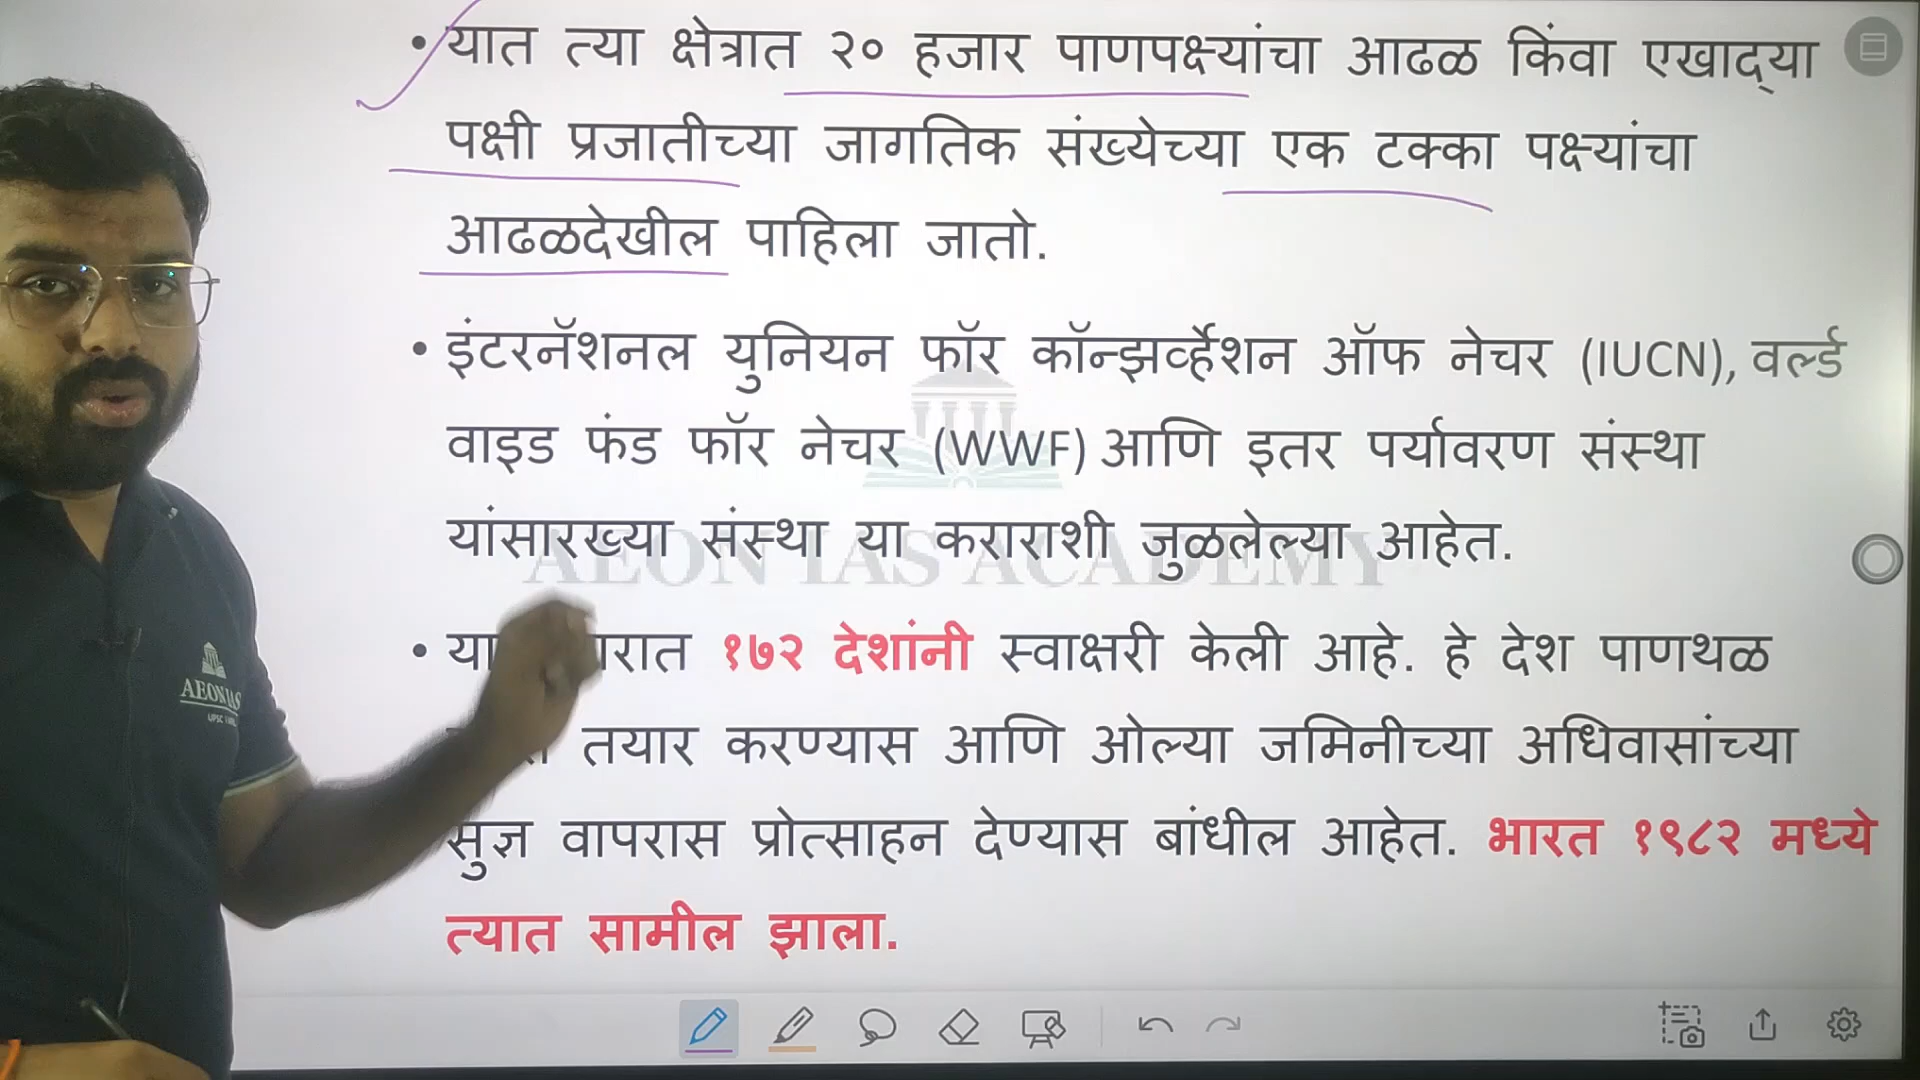 • यात त्या क्षेत्रात २० हजार पाणपक्ष्यांचा आढळ किंवा एखाद्‌या
पक्षी प्रजातीच्या जागतिक संख्येच्या एक टक्का पक्ष्यांचा
आढळदेखील पाहिला जातो.
• इंटरनॅशनल युनियन फॉर कॉन्झर्व्हेशन ऑफ नेचर (IUCN), वर्ल्ड
वाइड फंड फॉर नेचर (WWF) आणि इतर पर्यावरण संस्था
यांसारख्या संस्था या कराराशी जुळलेल्या आहेत.
AEON IAS ACADEMY
• १७२ देशांनी स्वाक्षरी केली आहे. हे देश पाणथळ
तयार करण्यास आणि ओल्या जमिनीच्या अधिवासांच्या
सुज्ञ वापरास प्रोत्साहन देण्यास बांधील आहेत. भारत १९८२ मध्ये
त्यात सामील झाला.
AEON IAS